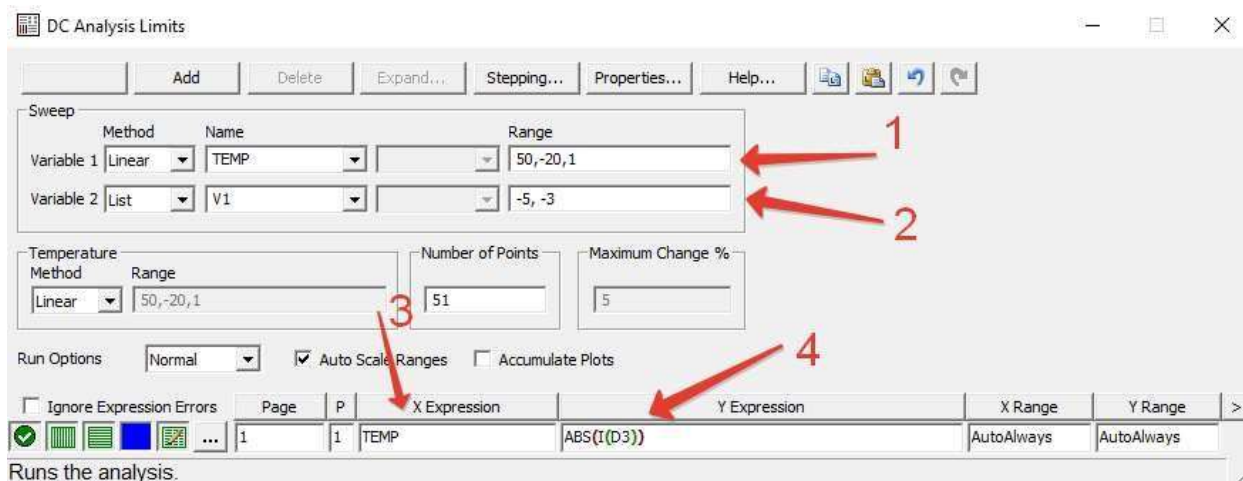 DC Analysis Limits
Add Delete Expand... Stepping... Properties... Help...
Sweep
Method Name Range
Variable 1 Linear TEMP 50,-20,1
Variable 2 List V1 -5, -3
1
2
Temperature Number of Points Maximum Change %
Method Range
Linear 50,-20,1 51 5
3
4
Run Options Normal Auto Scale Ranges Accumulate Plots
Ignore Expression Errors Page P X Expression Y Expression X Range Y Range >
... 1 1 TEMP ABS(I(D3)) AutoAlways AutoAlways
Runs the analysis.